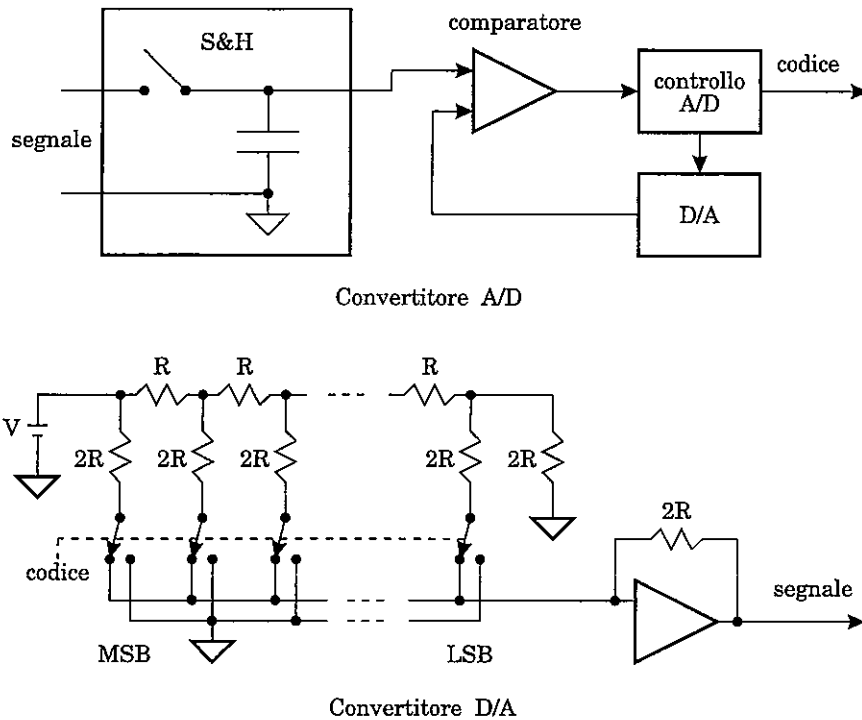 S&H
comparatore
controllo
A/D
codice
segnale
D/A
Convertitore A/D
R
R
R
V
2R
2R
2R
2R
2R
2R
codice
segnale
MSB
LSB
Convertitore D/A